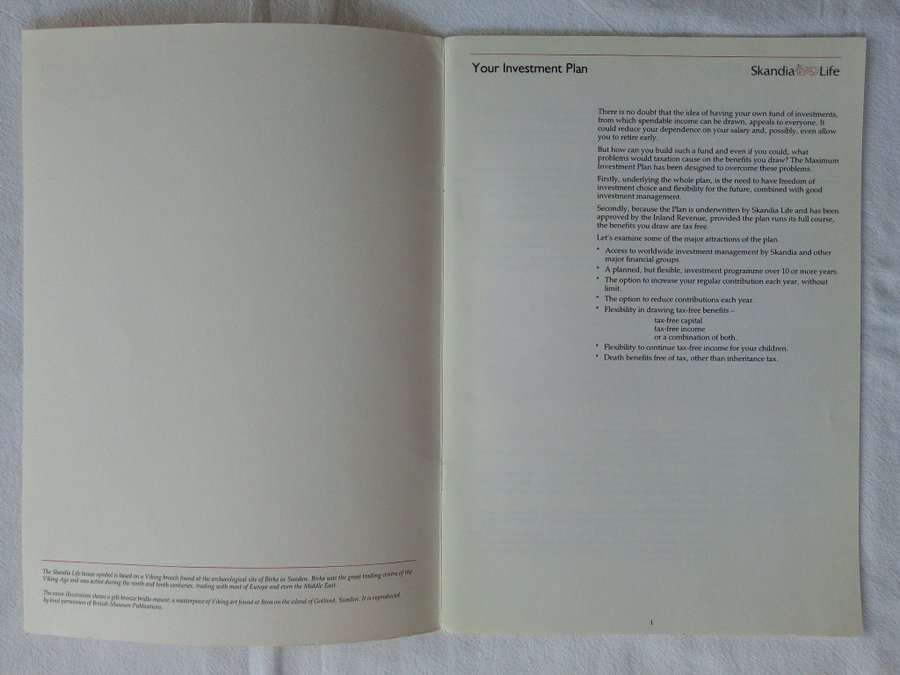 The Skandia Life house symbol is based on a Viking brooch found at the archaeological site of Birka in Sweden. Birka was the great trading centre of the
Viking Age and was active during the ninth and tenth centuries, trading with most of Europe and even the Middle East.
The cover illustration shows a gilt-bronze bridle-mount; a masterpiece of Viking art found at Broa on the island of Gotland, Sweden. It is reproduced
by kind permission of British Museum Publications.
Your Investment Plan
Skandia Life
There is no doubt that the idea of having your own fund of investments,
from which spendable income can be drawn, appeals to everyone. It
could reduce your dependence on your salary and, possibly, even allow
you to retire early.
But how can you build such a fund and even if you could, what
problems would taxation cause on the benefits you draw? The Maximum
Investment Plan has been designed to overcome these problems.
Firstly, underlying the whole plan, is the need to have freedom of
investment choice and flexibility for the future, combined with good
investment management.
Secondly, because the Plan is underwritten by Skandia Life and has been
approved by the Inland Revenue, provided the plan runs its full course,
the benefits you draw are tax free.
Let's examine some of the major attractions of the plan.
* Access to worldwide investment management by Skandia and other
major financial groups.
* A planned, but flexible, investment programme over 10 or more years.
* The option to increase your regular contribution each year, without
limit.
* The option to reduce contributions each year.
* Flexibility in drawing tax-free benefits –
tax-free capital
tax-free income
or a combination of both.
* Flexibility to continue tax-free income for your children.
* Death benefits free of tax, other than inheritance tax.
1